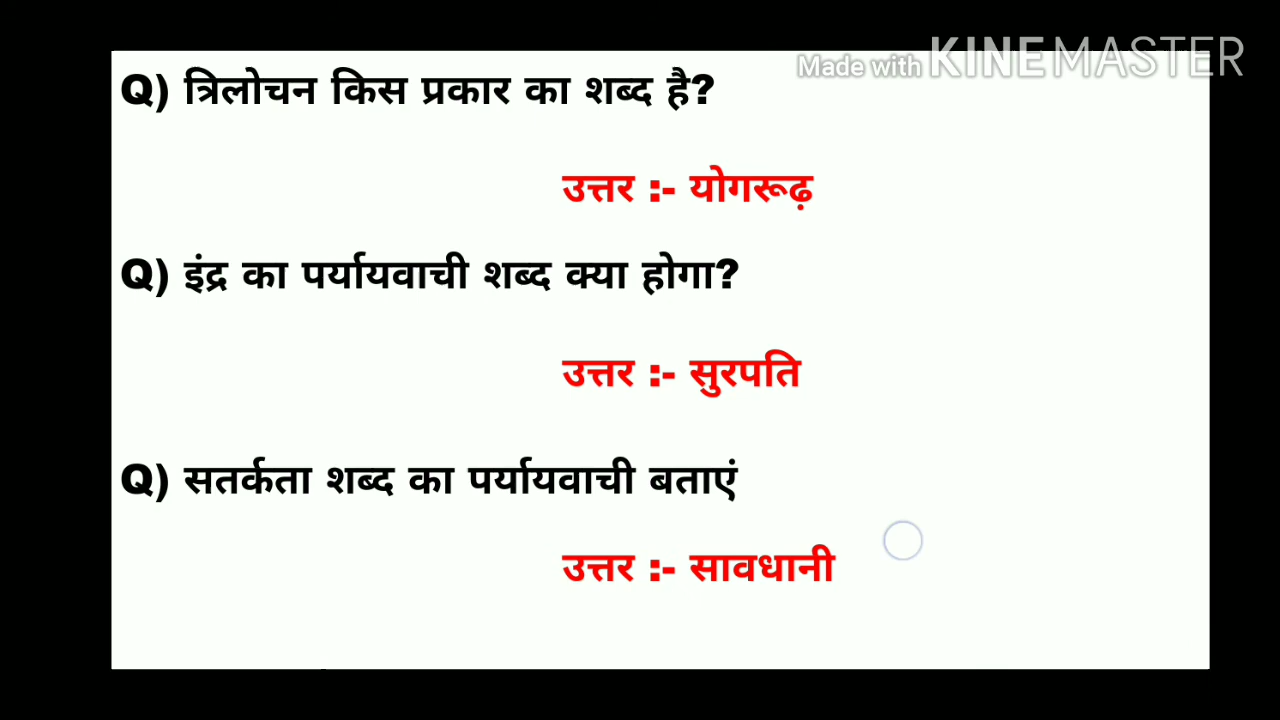 Made with KINEMASTER
Q) त्रिलोचन किस प्रकार का शब्द है?
उत्तर :- योगरूढ़
Q) इंद्र का पर्यायवाची शब्द क्या होगा?
उत्तर :- सुरपति
Q) सतर्कता शब्द का पर्यायवाची बताएं
उत्तर :- सावधानी